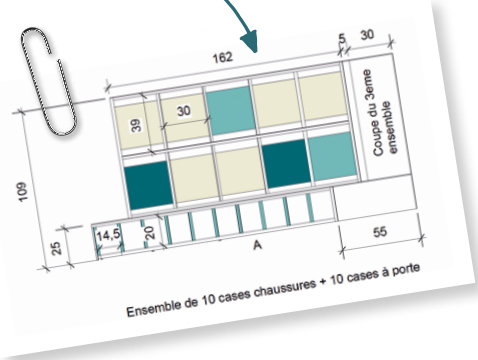 162
5
30
39
30
Coupe du 3eme
ensemble
109
25
14,5
20
A
55
Ensemble de 10 cases chaussures + 10 cases à porte